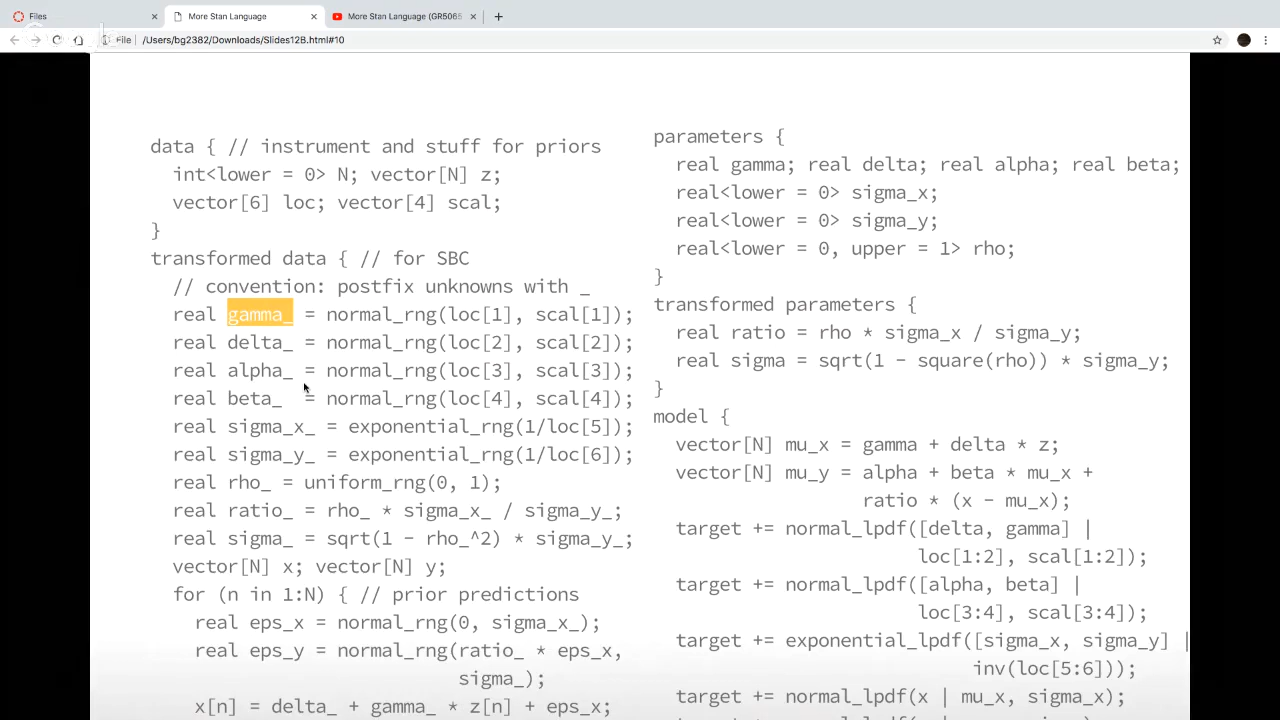 Files
More Stan Language
More Stan Language (GR5065
File
/Users/bg2382/Downloads/Slides12B.html#10
data { // instrument and stuff for priors
int<lower = 0> N; vector[N] z;
vector[6] loc; vector[4] scal;
}
transformed data { // for SBC
// convention: postfix unknowns with _
real gamma_ = normal_rng(loc[1], scal[1]);
real delta_ = normal_rng(loc[2], scal[2]);
real alpha_ = normal_rng(loc[3], scal[3]);
real beta_ = normal_rng(loc[4], scal[4]);
real sigma_x_ = exponential_rng(1/loc[5]);
real sigma_y_ = exponential_rng(1/loc[6]);
real rho_ = uniform_rng(0, 1);
real ratio_ = rho_ * sigma_x_ / sigma_y_;
real sigma_ = sqrt(1 - rho_^2) * sigma_y_;
vector[N] x; vector[N] y;
for (n in 1:N) { // prior predictions
real eps_x = normal_rng(0, sigma_x_);
real eps_y = normal_rng(ratio_ * eps_x,
sigma_);
x[n] = delta_ + gamma_ * z[n] + eps_x;
parameters {
real gamma; real delta; real alpha; real beta;
real<lower = 0> sigma_x;
real<lower = 0> sigma_y;
real<lower = 0, upper = 1> rho;
}
transformed parameters {
real ratio = rho * sigma_x / sigma_y;
real sigma = sqrt(1 - square(rho)) * sigma_y;
}
model {
vector[N] mu_x = gamma + delta * z;
vector[N] mu_y = alpha + beta * mu_x +
ratio * (x - mu_x);
target += normal_lpdf([delta, gamma] |
loc[1:2], scal[1:2]);
target += normal_lpdf([alpha, beta] |
loc[3:4], scal[3:4]);
target += exponential_lpdf([sigma_x, sigma_y] |
inv(loc[5:6]));
target += normal_lpdf(x | mu_x, sigma_x);